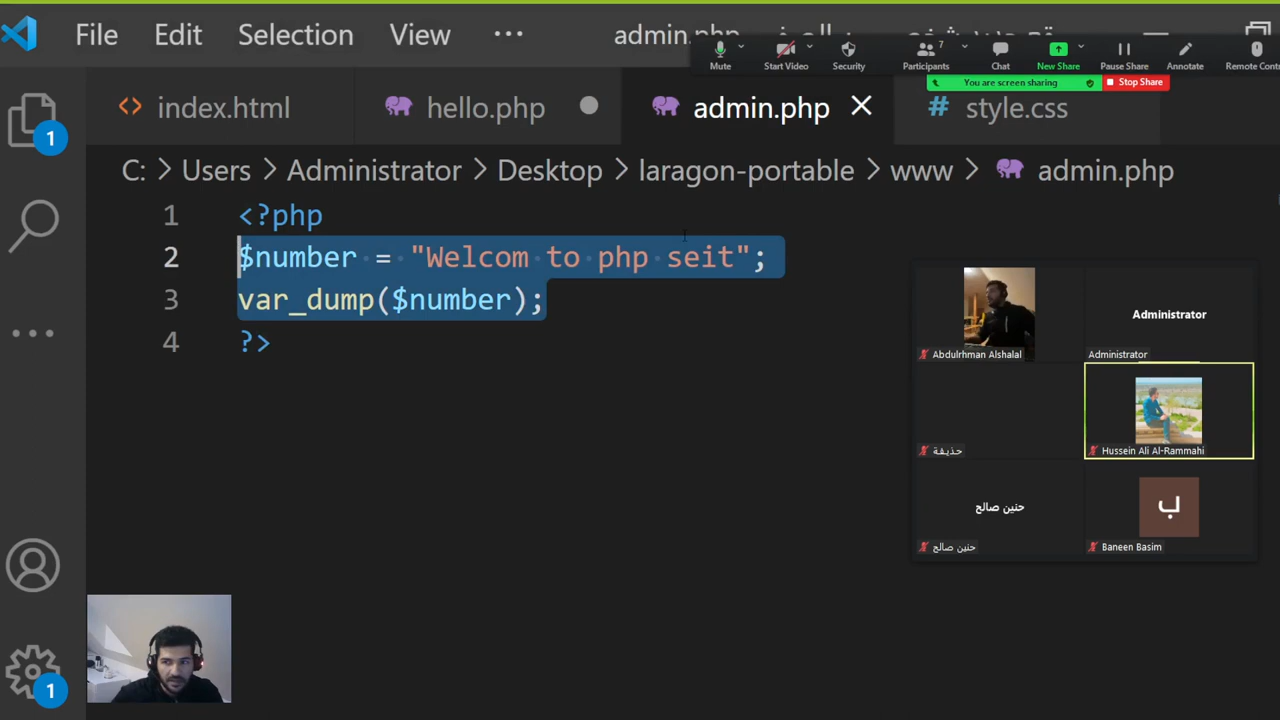 File Edit Selection View ··· admin.php
Mute Start Video Security Participants 7 Chat New Share Pause Share Annotate Remote Contr
You are screen sharing Stop Share
index.html hello.php admin.php # style.css
C: > Users > Administrator > Desktop > laragon-portable > www > admin.php
1 <?php
2 $number = "Welcom to php seit";
3 var_dump($number);
4 ?>
1
1
Administrator
Abdulrhman Alshalal Administrator
حذيفة Hussein Ali Al-Rammahi
حنين صالح ب
حنين صالح Baneen Basim